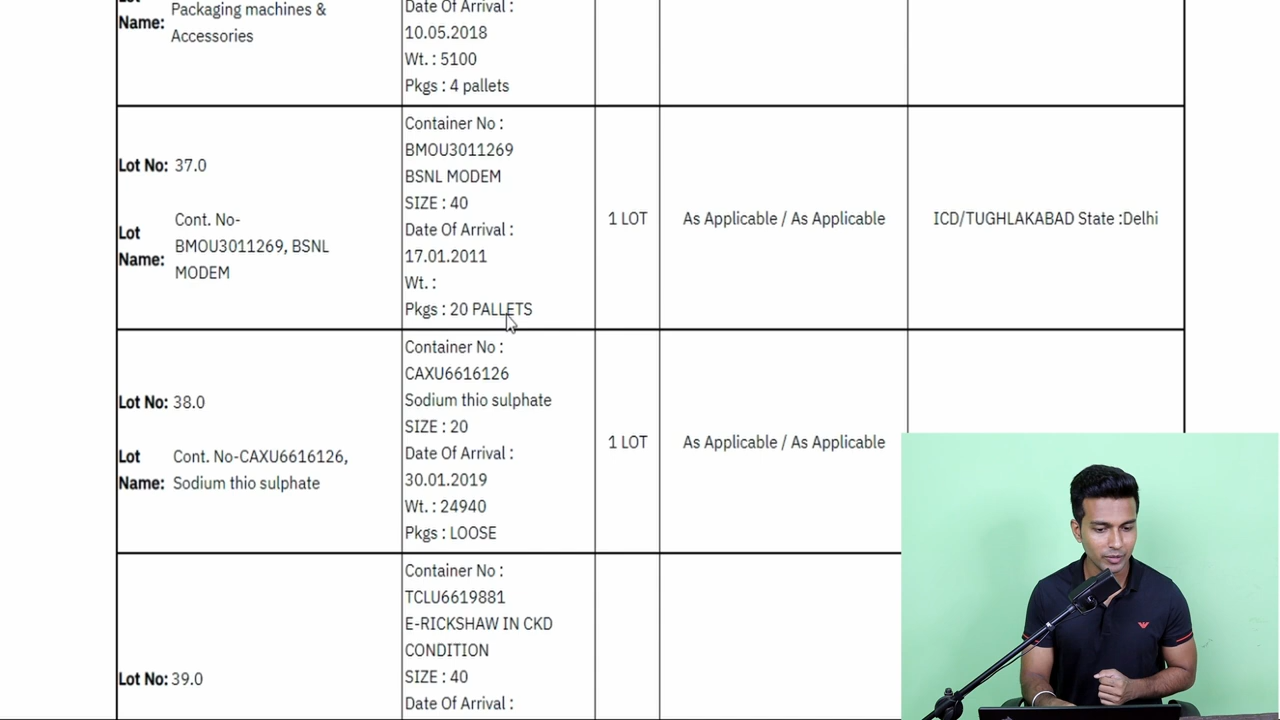 Lot
Name:
Packaging machines &
Accessories
Date Of Arrival :
10.05.2018
Wt. : 5100
Pkgs : 4 pallets
Lot No: 37.0
Lot
Name:
Cont. No-
BMOU3011269, BSNL
MODEM
Container No :
BMOU3011269
BSNL MODEM
SIZE : 40
Date Of Arrival :
17.01.2011
Wt. :
Pkgs : 20 PALLETS
1 LOT
As Applicable / As Applicable
ICD/TUGHLAKABAD State :Delhi
Lot No: 38.0
Lot
Name:
Cont. No-CAXU6616126,
Sodium thio sulphate
Container No :
CAXU6616126
Sodium thio sulphate
SIZE : 20
Date Of Arrival :
30.01.2019
Wt. : 24940
Pkgs : LOOSE
1 LOT
As Applicable / As Applicable
Lot No: 39.0
Container No :
TCLU6619881
E-RICKSHAW IN CKD
CONDITION
SIZE : 40
Date Of Arrival :